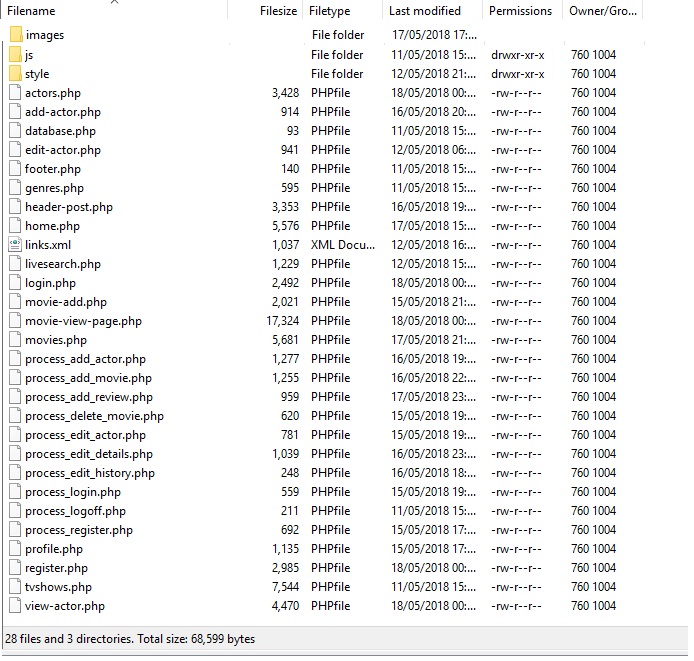 Filename Filesize Filetype Last modified Permissions Owner/Gro...
images File folder 17/05/2018 17:...
js File folder 11/05/2018 15:... drwxr-xr-x 760 1004
style File folder 12/05/2018 21:... drwxr-xr-x 760 1004
actors.php 3,428 PHPfile 18/05/2018 00:... -rw-r--r-- 760 1004
add-actor.php 914 PHPfile 16/05/2018 20:... -rw-r--r-- 760 1004
database.php 93 PHPfile 11/05/2018 15:... -rw-r--r-- 760 1004
edit-actor.php 941 PHPfile 12/05/2018 06:... -rw-r--r-- 760 1004
footer.php 140 PHPfile 11/05/2018 15:... -rw-r--r-- 760 1004
genres.php 595 PHPfile 11/05/2018 15:... -rw-r--r-- 760 1004
header-post.php 3,353 PHPfile 16/05/2018 19:... -rw-r--r-- 760 1004
home.php 5,576 PHPfile 17/05/2018 15:... -rw-r--r-- 760 1004
links.xml 1,037 XML Docu... 12/05/2018 16:... -rw-r--r-- 760 1004
livesearch.php 1,229 PHPfile 12/05/2018 15:... -rw-r--r-- 760 1004
login.php 2,492 PHPfile 18/05/2018 00:... -rw-r--r-- 760 1004
movie-add.php 2,021 PHPfile 15/05/2018 21:... -rw-r--r-- 760 1004
movie-view-page.php 17,324 PHPfile 18/05/2018 00:... -rw-r--r-- 760 1004
movies.php 5,681 PHPfile 17/05/2018 21:... -rw-r--r-- 760 1004
process_add_actor.php 1,277 PHPfile 16/05/2018 19:... -rw-r--r-- 760 1004
process_add_movie.php 1,255 PHPfile 16/05/2018 22:... -rw-r--r-- 760 1004
process_add_review.php 959 PHPfile 17/05/2018 23:... -rw-r--r-- 760 1004
process_delete_movie.php 620 PHPfile 15/05/2018 19:... -rw-r--r-- 760 1004
process_edit_actor.php 781 PHPfile 15/05/2018 19:... -rw-r--r-- 760 1004
process_edit_details.php 1,039 PHPfile 16/05/2018 23:... -rw-r--r-- 760 1004
process_edit_history.php 248 PHPfile 16/05/2018 18:... -rw-r--r-- 760 1004
process_login.php 559 PHPfile 15/05/2018 19:... -rw-r--r-- 760 1004
process_logoff.php 211 PHPfile 11/05/2018 15:... -rw-r--r-- 760 1004
process_register.php 692 PHPfile 15/05/2018 17:... -rw-r--r-- 760 1004
profile.php 1,135 PHPfile 15/05/2018 17:... -rw-r--r-- 760 1004
register.php 2,985 PHPfile 18/05/2018 00:... -rw-r--r-- 760 1004
tvshows.php 7,544 PHPfile 11/05/2018 15:... -rw-r--r-- 760 1004
view-actor.php 4,470 PHPfile 18/05/2018 00:... -rw-r--r-- 760 1004
28 files and 3 directories. Total size: 68,599 bytes